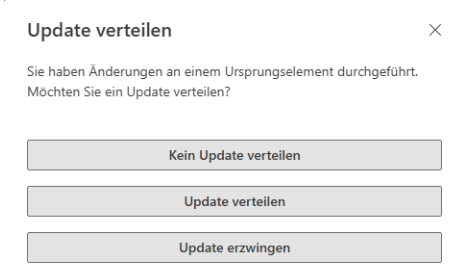 Update verteilen
Sie haben Änderungen an einem Ursprungselement durchgeführt.
Möchten Sie ein Update verteilen?
Kein Update verteilen
Update verteilen
Update erzwingen